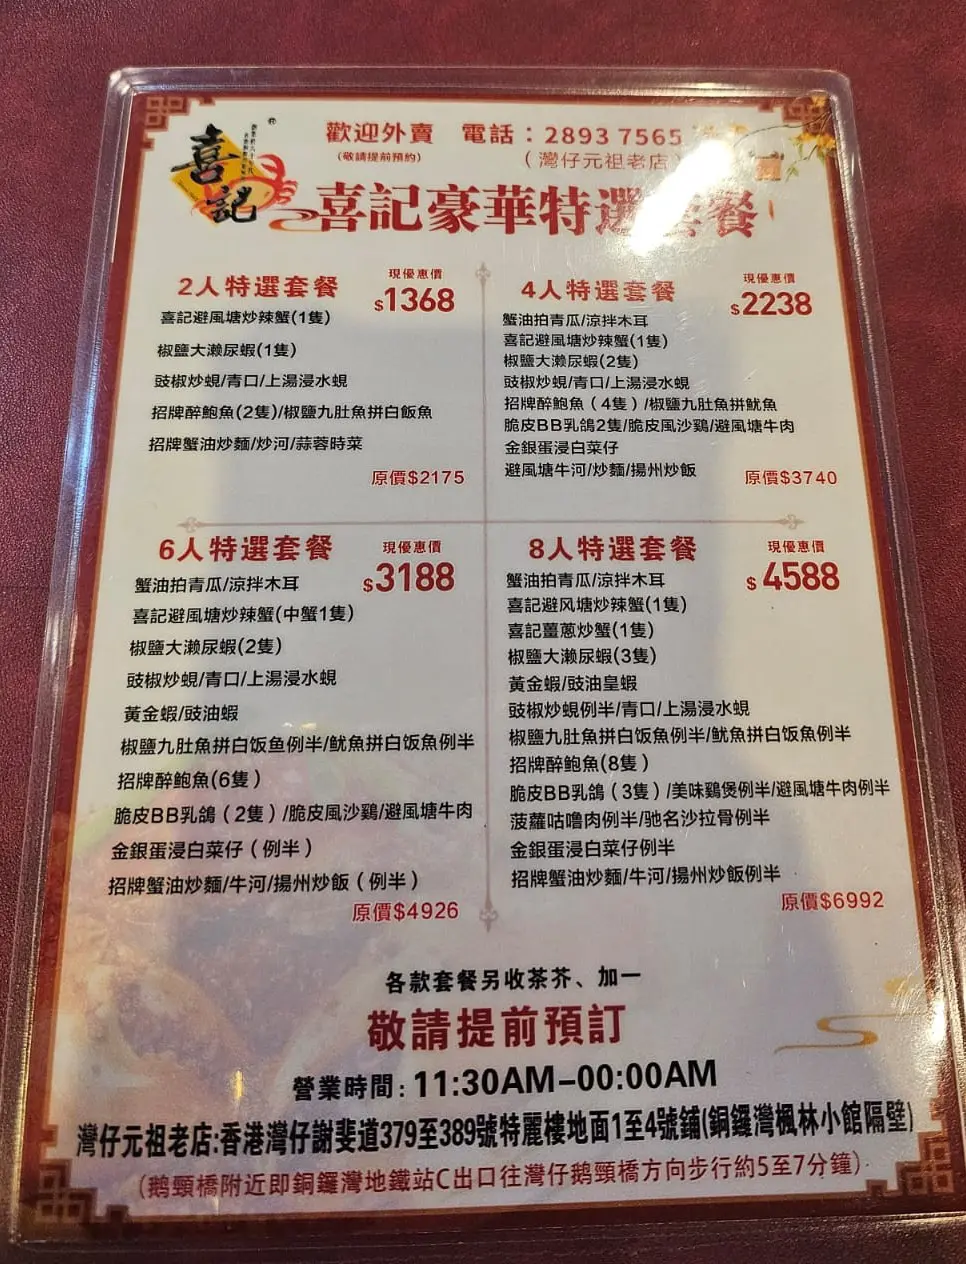 喜記
®
歡迎外賣 電話：2893 7565
(敬請提前預約)
(灣仔元祖老店)
喜記豪華特選套餐
2人特選套餐
現優惠價
$1368
喜記避風塘炒辣蟹(1隻)
椒鹽大瀨尿蝦(1隻)
豉椒炒蜆/青口/上湯浸水蜆
招牌醉鮑魚(2隻)/椒鹽九肚魚拼白飯魚
招牌蟹油炒麵/炒河/蒜蓉時菜
原價$2175
4人特選套餐
現優惠價
$2238
蟹油拍青瓜/涼拌木耳
喜記避風塘炒辣蟹(1隻)
椒鹽大瀨尿蝦(2隻)
豉椒炒蜆/青口/上湯浸水蜆
招牌醉鮑魚（4隻）/椒鹽九肚魚拼魷魚
脆皮BB乳鴿2隻/脆皮風沙鷄/避風塘牛肉
金銀蛋浸白菜仔
避風塘牛河/炒麵/揚州炒飯
原價$3740
6人特選套餐
現優惠價
$3188
蟹油拍青瓜/涼拌木耳
喜記避風塘炒辣蟹(中蟹1隻)
椒鹽大瀨尿蝦(2隻)
豉椒炒蜆/青口/上湯浸水蜆
黃金蝦/豉油蝦
椒鹽九肚魚拼白饭鱼例半/魷魚拼白饭魚例半
招牌醉鮑魚(6隻）
脆皮BB乳鴿（2隻）/脆皮風沙鷄/避風塘牛肉
金銀蛋浸白菜仔（例半）
招牌蟹油炒麵/牛河/揚州炒飯（例半）
原價$4926
8人特選套餐
現優惠價
$4588
蟹油拍青瓜/涼拌木耳
喜記避风塘炒辣蟹(1隻)
喜記薑蔥炒蟹(1隻)
椒鹽大瀨尿蝦(3隻)
黃金蝦/豉油皇蝦
豉椒炒蜆例半/青口/上湯浸水蜆
椒鹽九肚魚拼白饭魚例半/魷魚拼白饭魚例半
招牌醉鮑魚(8隻）
脆皮BB乳鴿（3隻）/美味鷄煲例半/避風塘牛肉例半
菠蘿咕嚕肉例半/驰名沙拉骨例半
金銀蛋浸白菜仔例半
招牌蟹油炒麵/牛河/揚州炒飯例半
原價$6992
各款套餐另收茶芥、加一
敬請提前預訂
營業時間：11:30AM–00:00AM
灣仔元祖老店:香港灣仔謝斐道379至389號特麗樓地面1至4號鋪(銅鑼灣楓林小館隔壁)
(鵝頸橋附近即銅鑼灣地鐵站C出口往灣仔鵝頸橋方向步行約5至7分鐘)